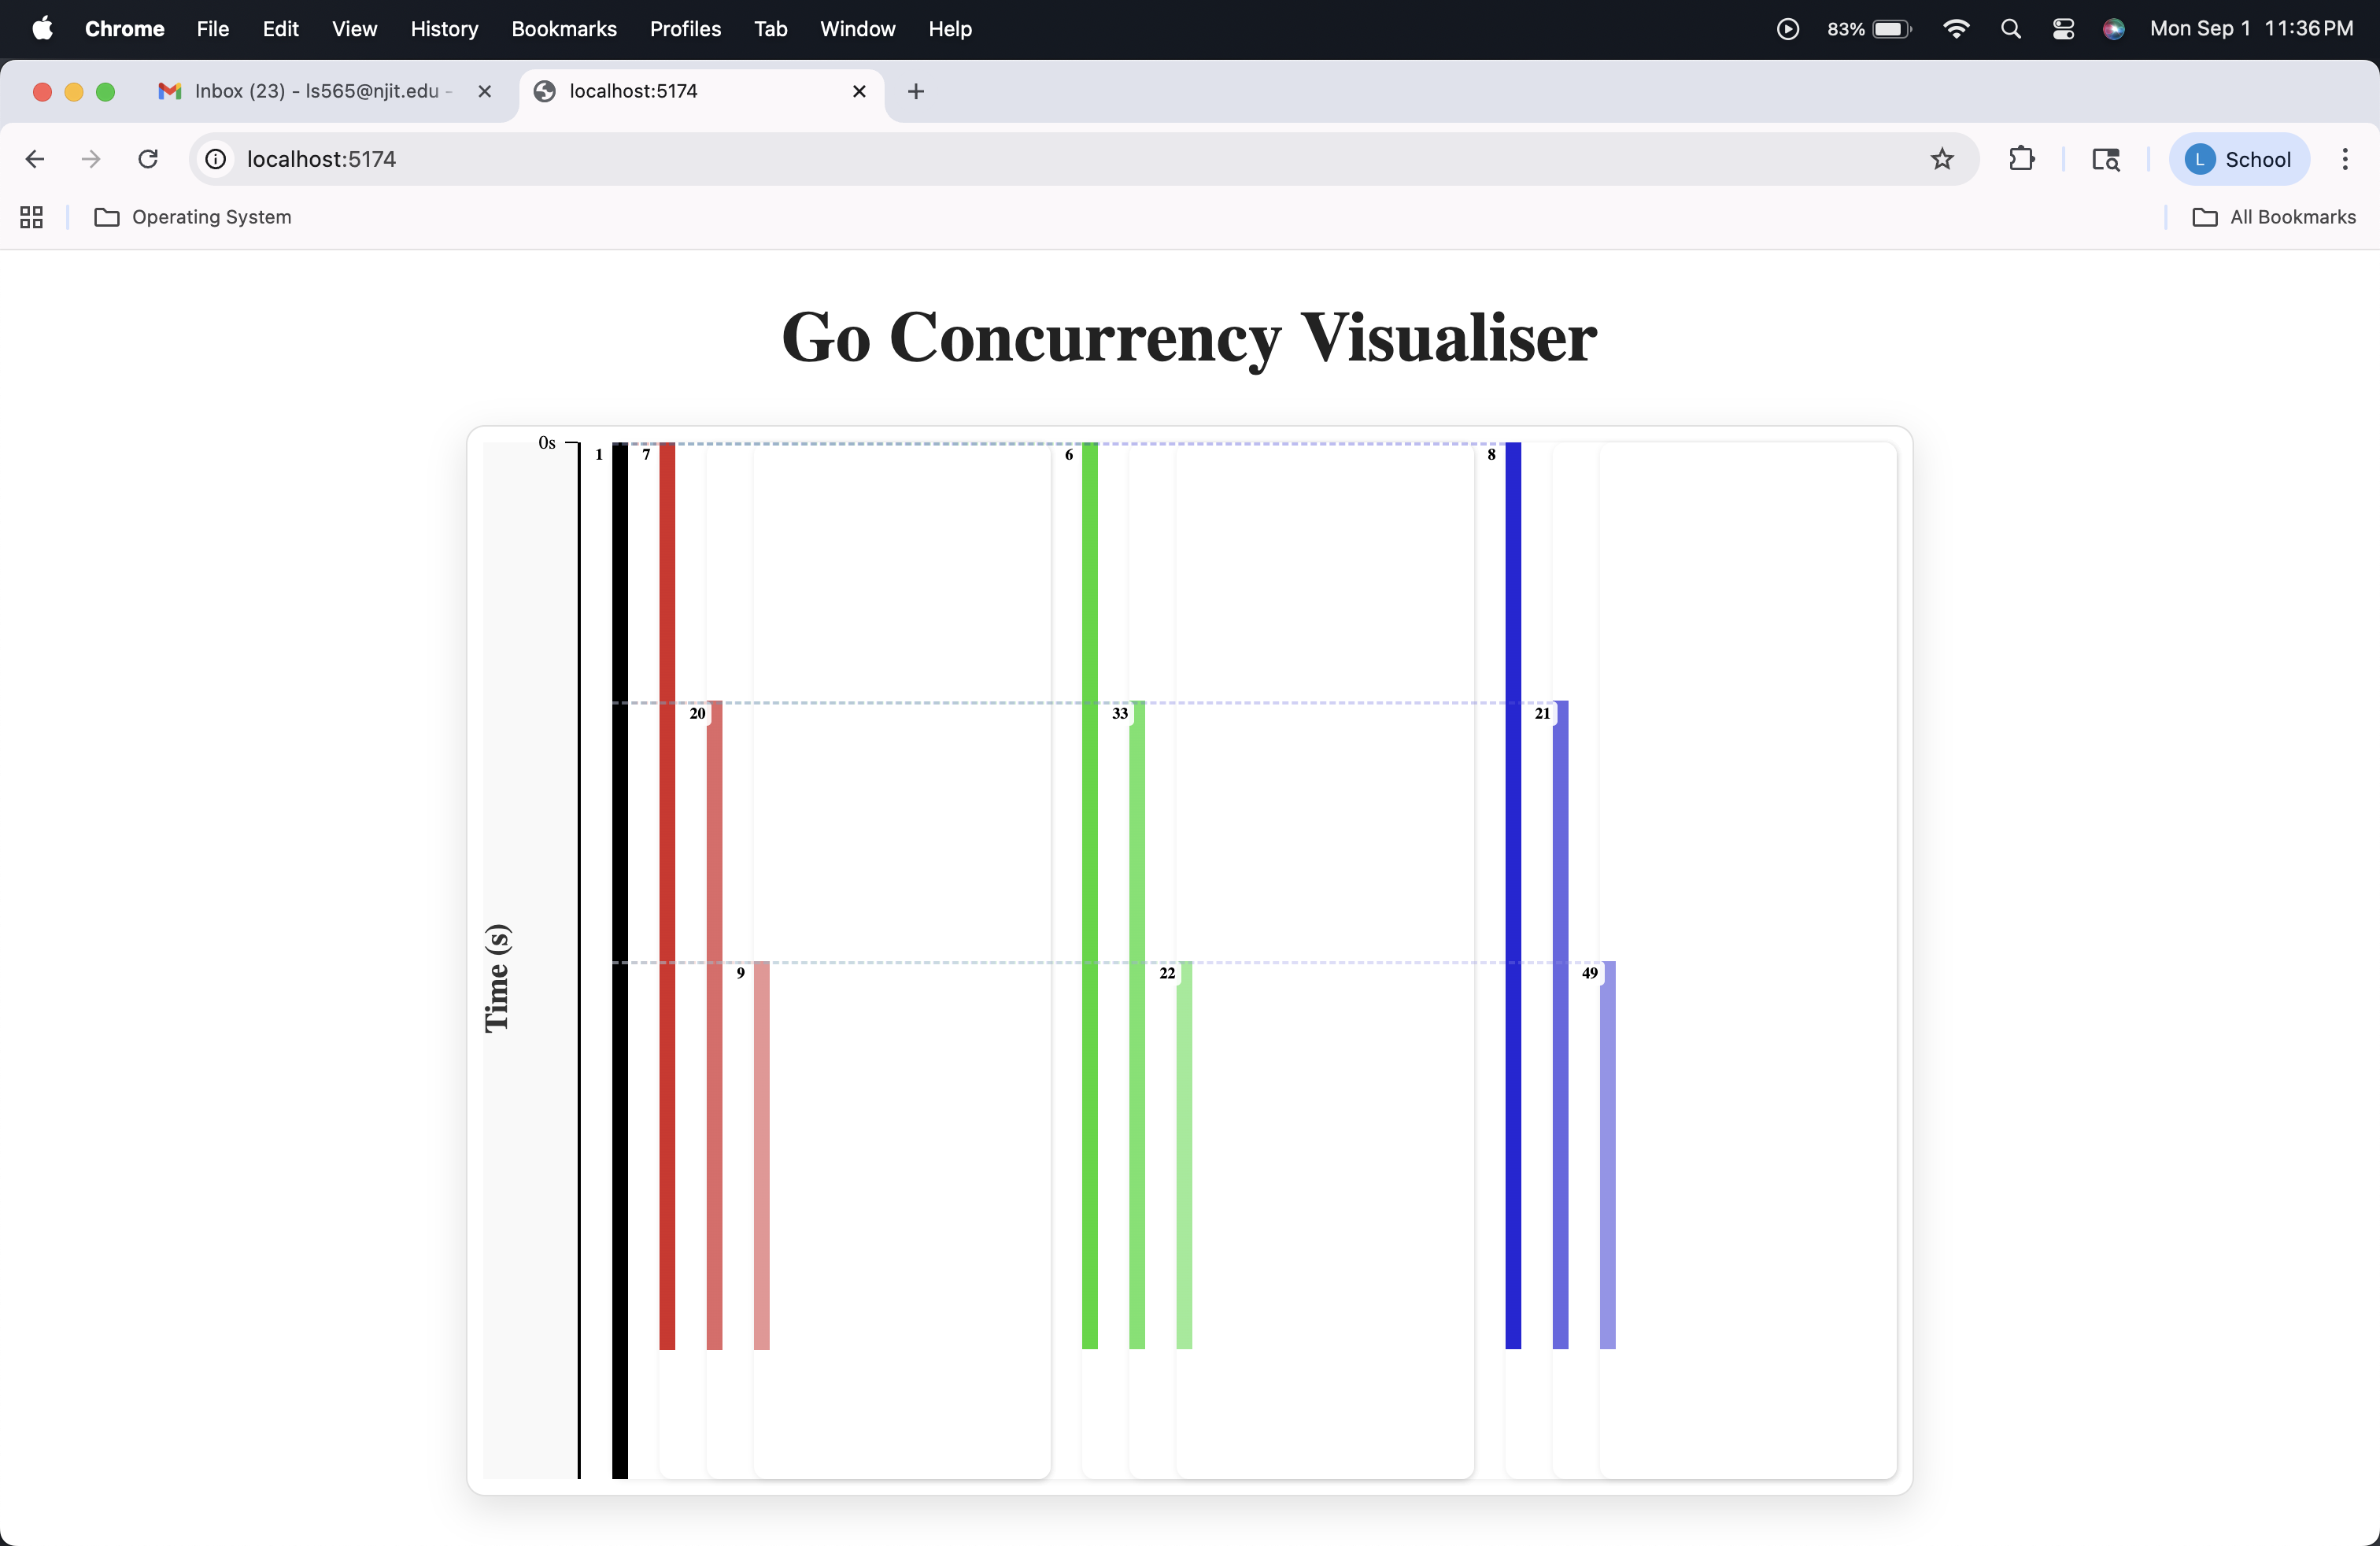 Chrome File Edit View History Bookmarks Profiles Tab Window Help 83% Mon Sep 1 11:36 PM
Inbox (23) - ls565@njit.edu - localhost:5174
localhost:5174 L School
Operating System All Bookmarks
Go Concurrency Visualiser
0s
1 7 6 8
20 33 21
9 22 49
Time (s)